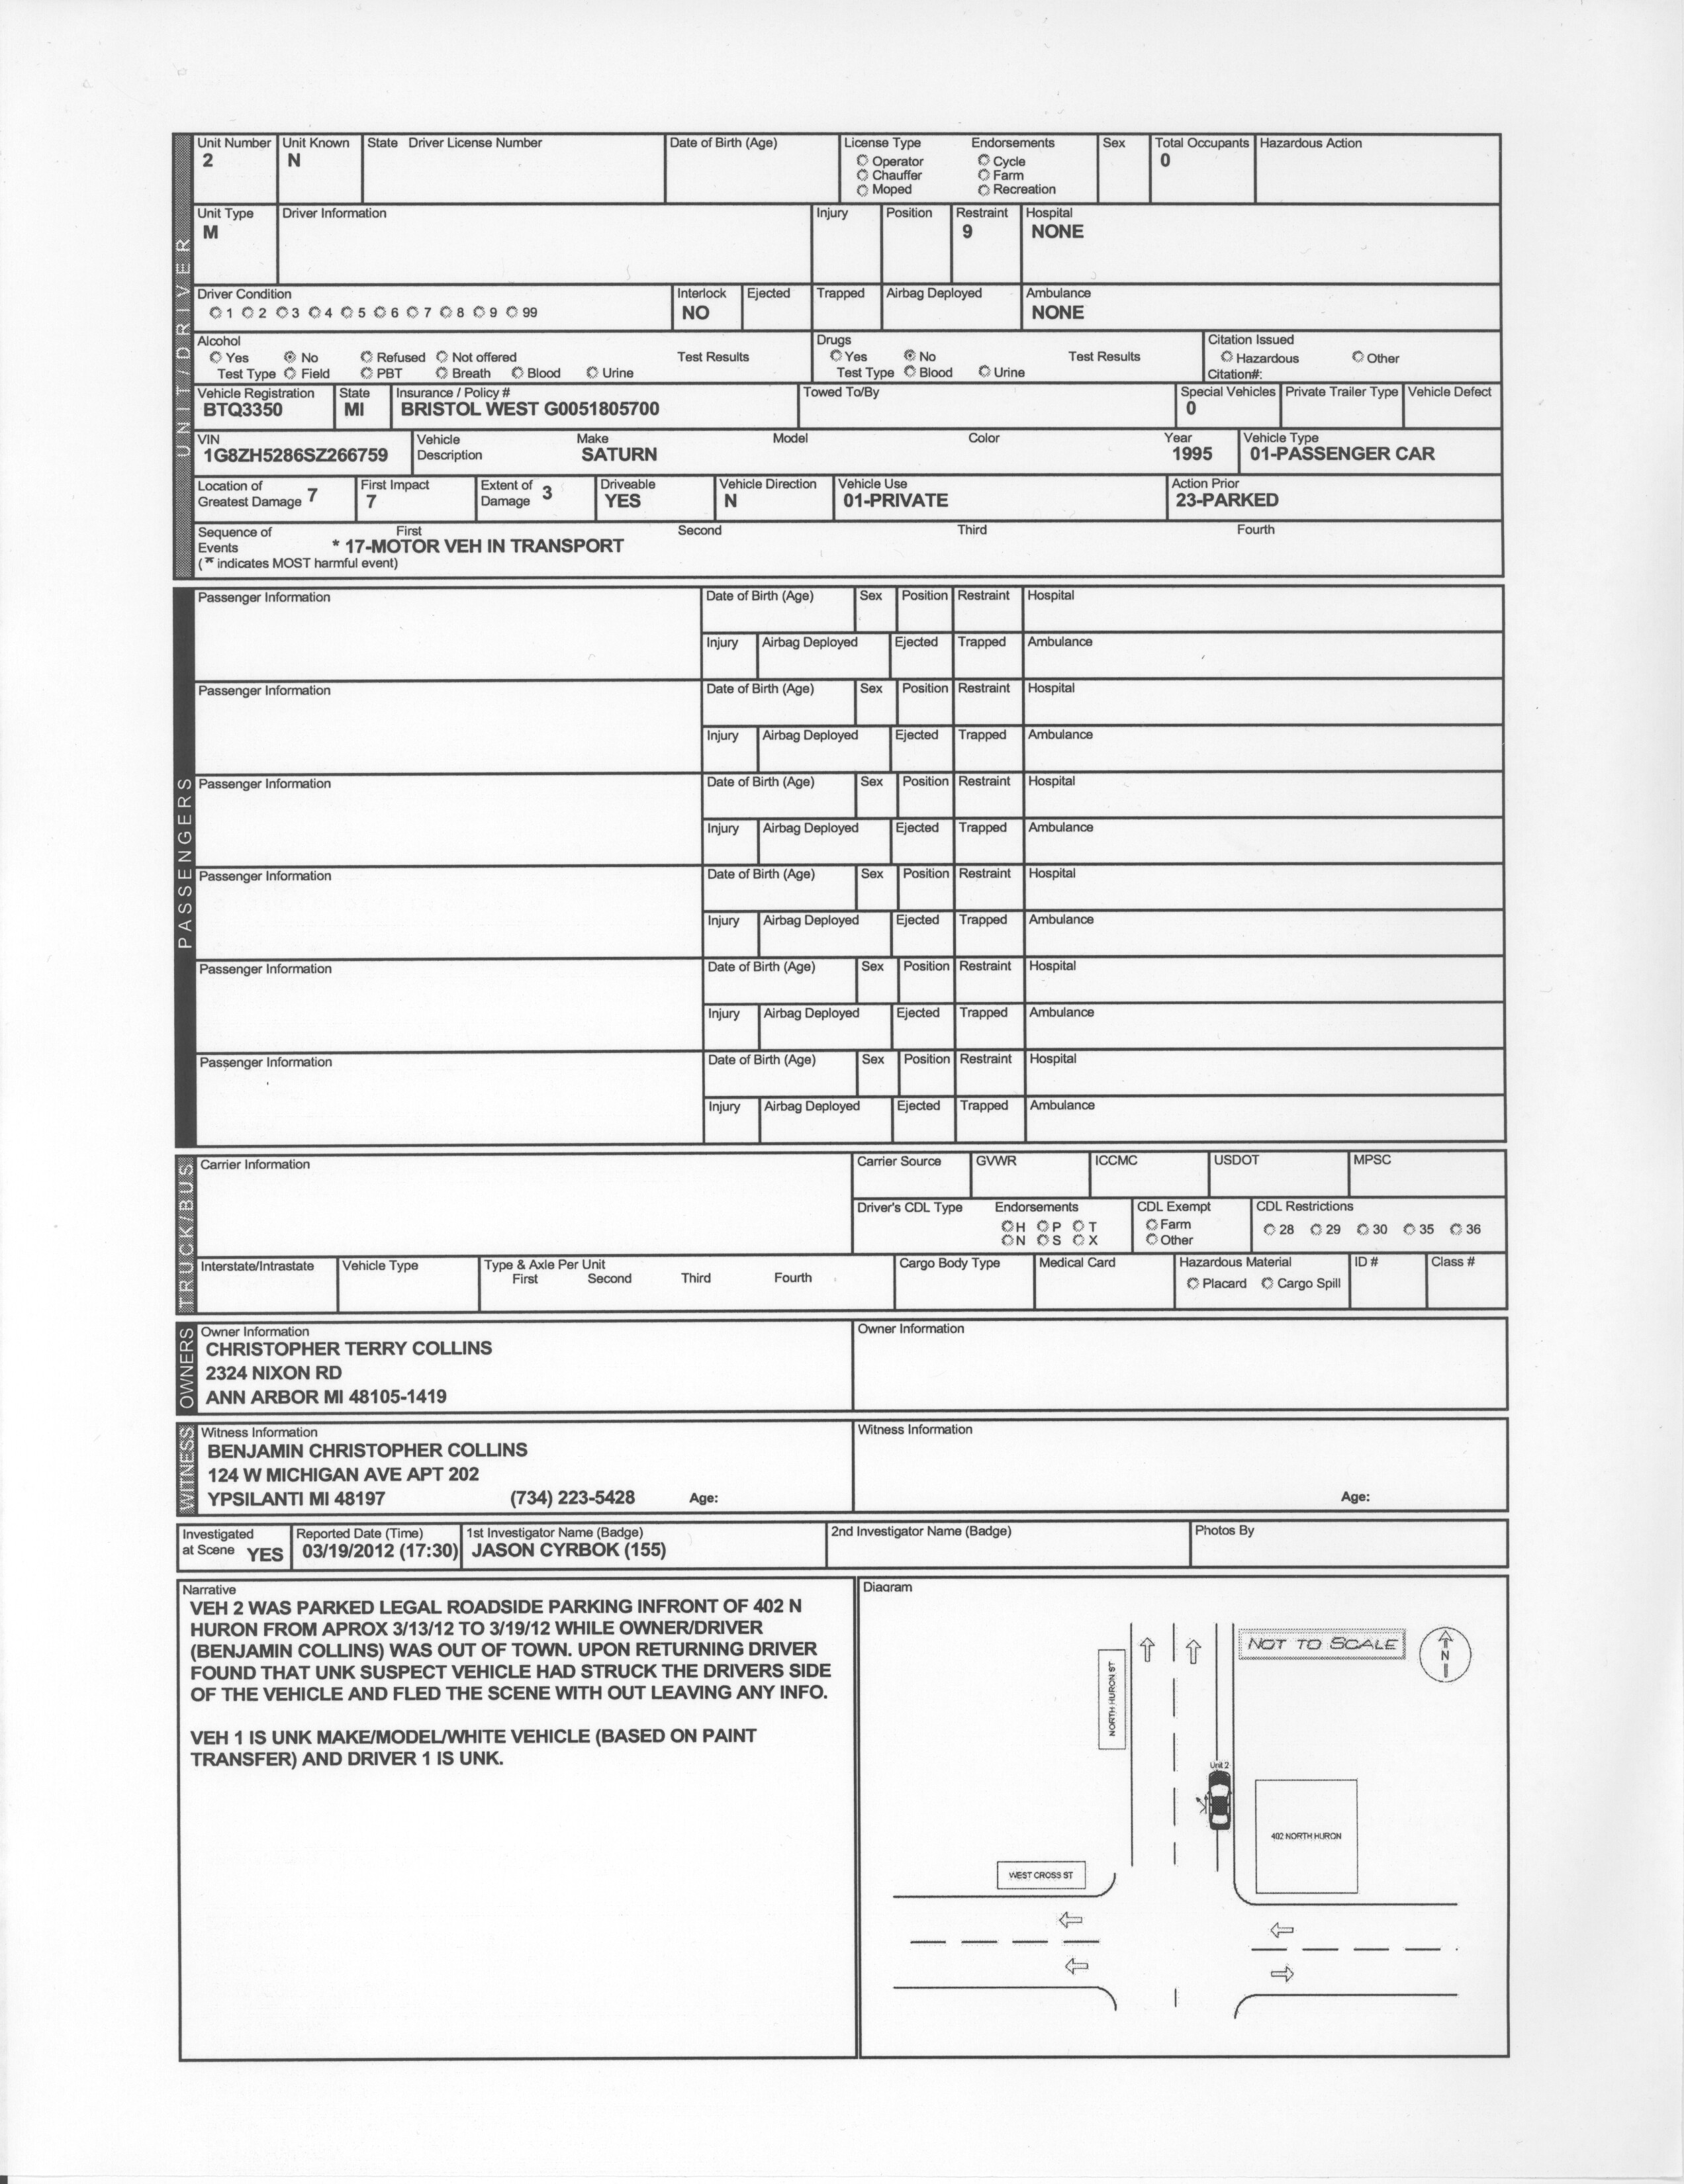 UNIT/DRIVER
Unit Number Unit Known State Driver License Number Date of Birth (Age) License Type Endorsements Sex Total Occupants Hazardous Action
2 N Operator Cycle 0
Chauffer Farm
Moped Recreation
Unit Type Driver Information Injury Position Restraint Hospital
M 9 NONE
Driver Condition Interlock Ejected Trapped Airbag Deployed Ambulance
1 2 3 4 5 6 7 8 9 99 NO NONE
Alcohol Drugs Citation Issued
Yes No Refused Not offered Test Results Yes No Test Results Hazardous Other
Test Type Field PBT Breath Blood Urine Test Type Blood Urine Citation#:
Vehicle Registration State Insurance / Policy # Towed To/By Special Vehicles Private Trailer Type Vehicle Defect
BTQ3350 MI BRISTOL WEST G0051805700 0
VIN Vehicle Make Model Color Year Vehicle Type
1G8ZH5286SZ266759 Description SATURN 1995 01-PASSENGER CAR
Location of First Impact Extent of Driveable Vehicle Direction Vehicle Use Action Prior
Greatest Damage 7 7 Damage 3 YES N 01-PRIVATE 23-PARKED
Sequence of First Second Third Fourth
Events * 17-MOTOR VEH IN TRANSPORT
(* indicates MOST harmful event)
PASSENGERS
Passenger Information Date of Birth (Age) Sex Position Restraint Hospital
Injury Airbag Deployed Ejected Trapped Ambulance
Passenger Information Date of Birth (Age) Sex Position Restraint Hospital
Injury Airbag Deployed Ejected Trapped Ambulance
Passenger Information Date of Birth (Age) Sex Position Restraint Hospital
Injury Airbag Deployed Ejected Trapped Ambulance
Passenger Information Date of Birth (Age) Sex Position Restraint Hospital
Injury Airbag Deployed Ejected Trapped Ambulance
Passenger Information Date of Birth (Age) Sex Position Restraint Hospital
Injury Airbag Deployed Ejected Trapped Ambulance
Passenger Information Date of Birth (Age) Sex Position Restraint Hospital
Injury Airbag Deployed Ejected Trapped Ambulance
TRUCK/BUS
Carrier Information Carrier Source GVWR ICCMC USDOT MPSC
Driver's CDL Type Endorsements CDL Exempt CDL Restrictions
H P T Farm 28 29 30 35 36
N S X Other
Interstate/Intrastate Vehicle Type Type & Axle Per Unit Cargo Body Type Medical Card Hazardous Material ID # Class #
First Second Third Fourth Placard Cargo Spill
OWNERS
Owner Information Owner Information
CHRISTOPHER TERRY COLLINS
2324 NIXON RD
ANN ARBOR MI 48105-1419
WITNESS
Witness Information Witness Information
BENJAMIN CHRISTOPHER COLLINS
124 W MICHIGAN AVE APT 202
YPSILANTI MI 48197 (734) 223-5428 Age: Age:
Investigated Reported Date (Time) 1st Investigator Name (Badge) 2nd Investigator Name (Badge) Photos By
at Scene YES 03/19/2012 (17:30) JASON CYRBOK (155)
Narrative
VEH 2 WAS PARKED LEGAL ROADSIDE PARKING INFRONT OF 402 N
HURON FROM APROX 3/13/12 TO 3/19/12 WHILE OWNER/DRIVER
(BENJAMIN COLLINS) WAS OUT OF TOWN. UPON RETURNING DRIVER
FOUND THAT UNK SUSPECT VEHICLE HAD STRUCK THE DRIVERS SIDE
OF THE VEHICLE AND FLED THE SCENE WITH OUT LEAVING ANY INFO.
VEH 1 IS UNK MAKE/MODEL/WHITE VEHICLE (BASED ON PAINT
TRANSFER) AND DRIVER 1 IS UNK.
Diagram
NOT TO SCALE
N
NORTH HURON ST
Unit 2
402 NORTH HURON
WEST CROSS ST